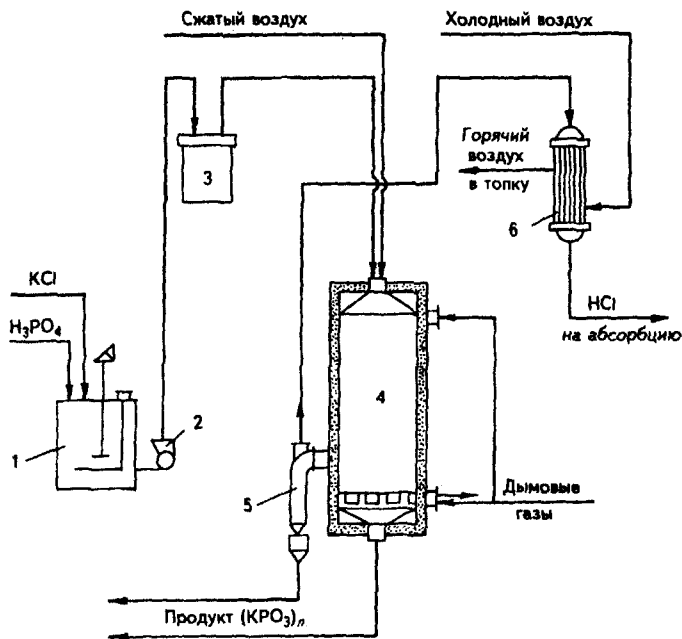 Сжатый воздух
Холодный воздух
3
Горячий
воздух
в топку
6
KCl
H₃PO₄
HCl
на абсорбцию
4
1
2
5
Дымовые
газы
Продукт (KPO₃)ₙ